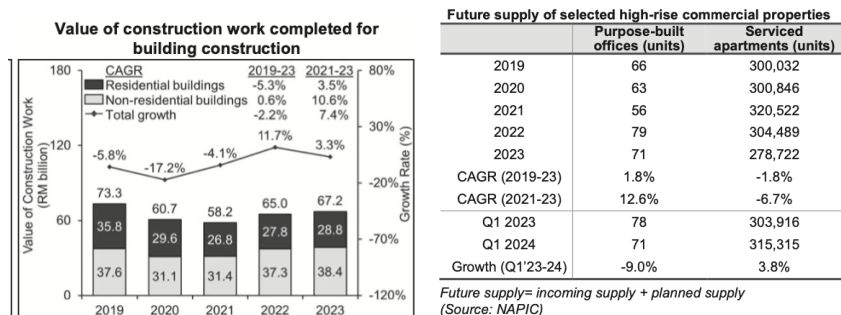 Value of construction work completed for
building construction
Value of Construction Work
(RM billion)
180
120
60
0
CAGR 2019-23 2021-23
Residential buildings -5.3% 3.5%
Non-residential buildings 0.6% 10.6%
Total growth -2.2% 7.4%
-5.8% -17.2% -4.1% 11.7% 3.3%
73.3 60.7 58.2 65.0 67.2
35.8 29.6 26.8 27.8 28.8
37.6 31.1 31.4 37.3 38.4
2019 2020 2021 2022 2023
80%
30%
-20%
-70%
-120%
Growth Rate (%)
Future supply of selected high-rise commercial properties
Purpose-built Serviced
offices (units) apartments (units)
2019 66 300,032
2020 63 300,846
2021 56 320,522
2022 79 304,489
2023 71 278,722
CAGR (2019-23) 1.8% -1.8%
CAGR (2021-23) 12.6% -6.7%
Q1 2023 78 303,916
Q1 2024 71 315,315
Growth (Q1'23-24) -9.0% 3.8%
Future supply= incoming supply + planned supply
(Source: NAPIC)